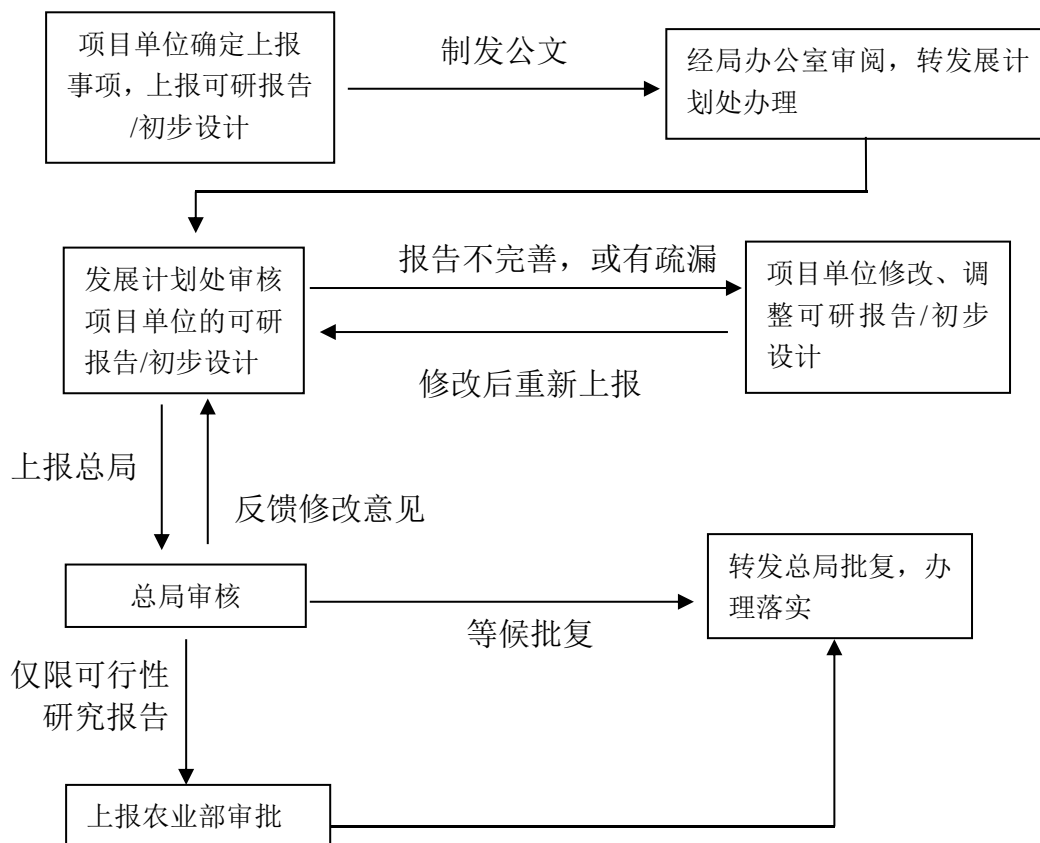 项目单位确定上报
事项，上报可研报告
/初步设计
制发公文
经局办公室审阅，转发展计
划处办理
发展计划处审核
项目单位的可研
报告/初步设计
报告不完善，或有疏漏
修改后重新上报
项目单位修改、调
整可研报告/初步
设计
上报总局
反馈修改意见
总局审核
等候批复
转发总局批复，办
理落实
仅限可行性
研究报告
上报农业部审批